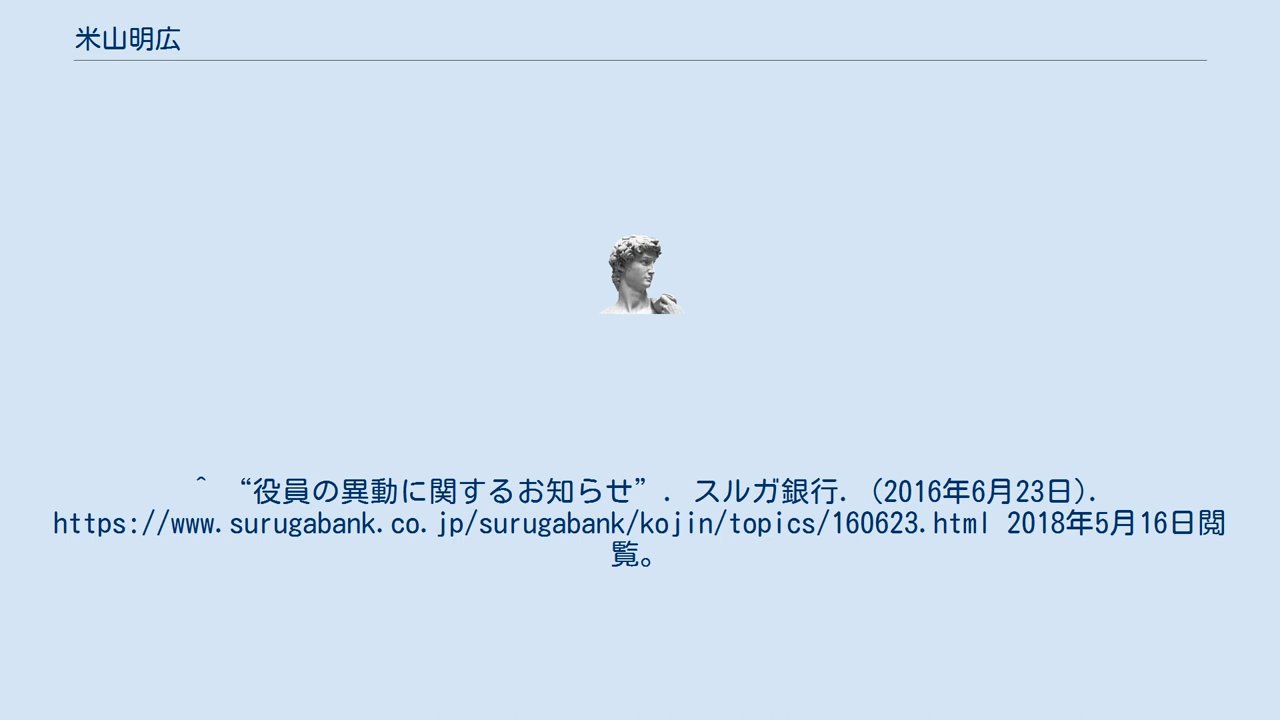 米山明広
^ “役員の異動に関するお知らせ”. スルガ銀行. (2016年6月23日).
https://www.surugabank.co.jp/surugabank/kojin/topics/160623.html 2018年5月16日閲
覧。